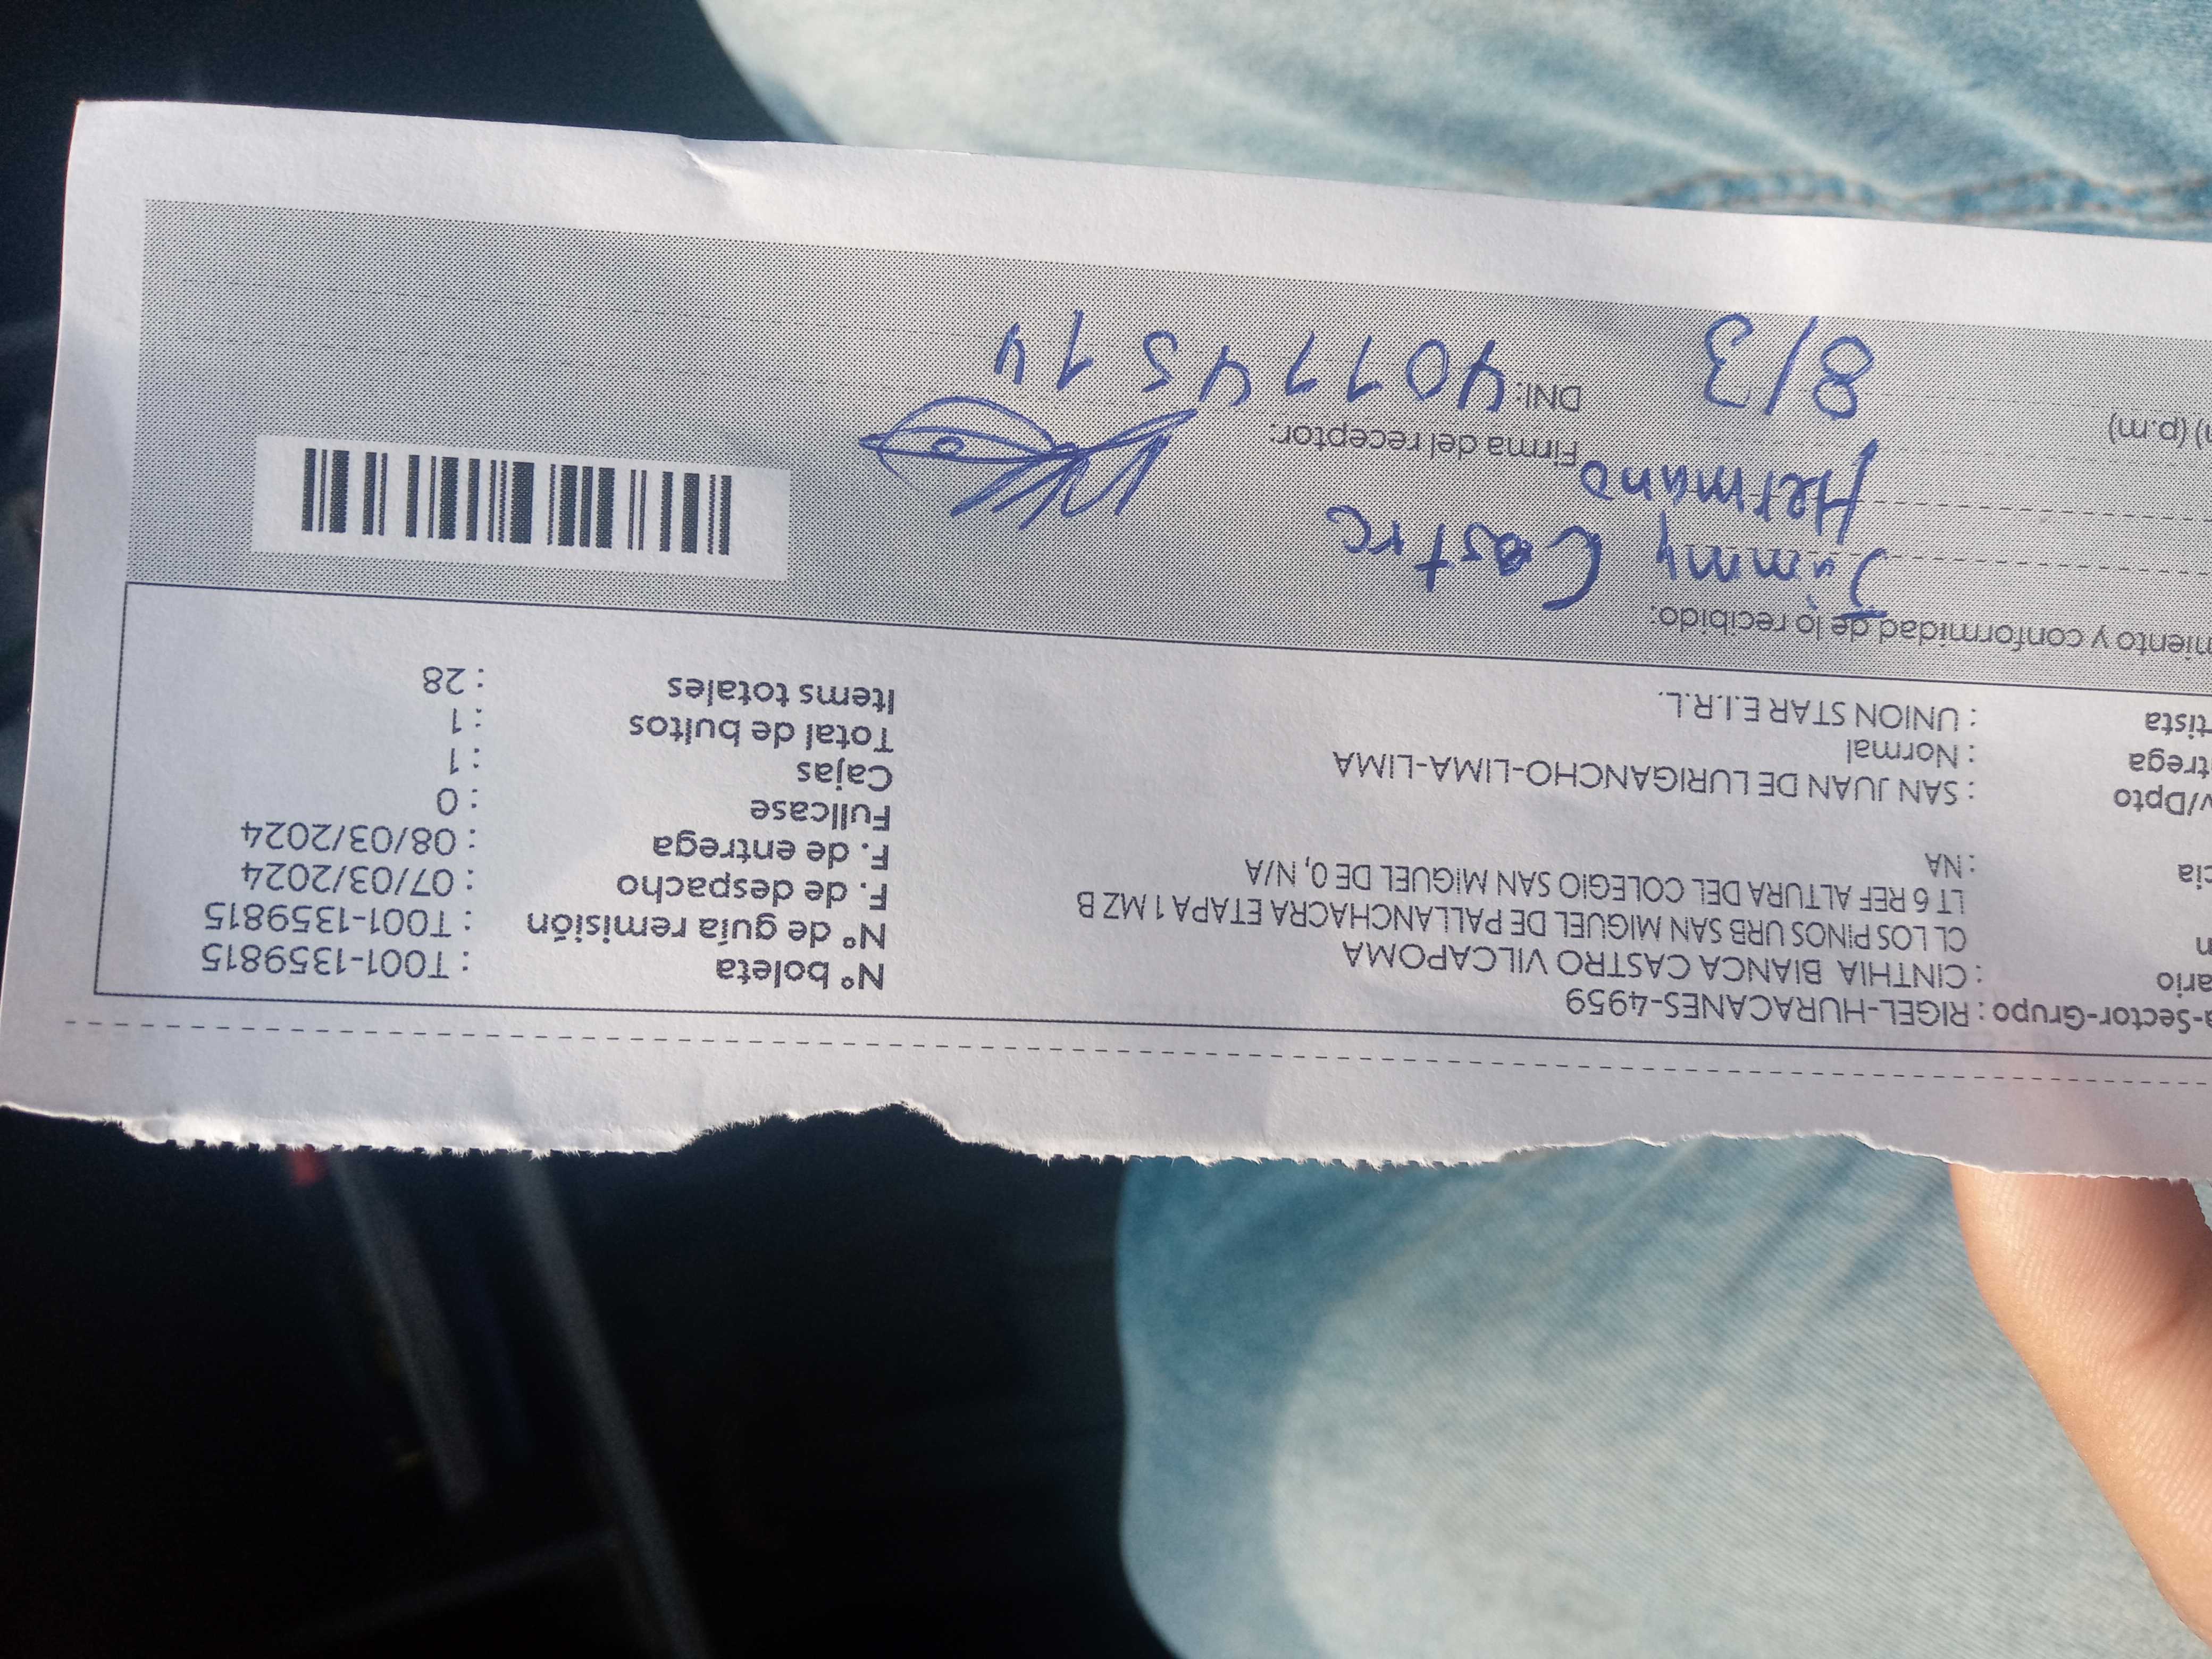 a-Sector-Grupo : RIGEL-HURACANES-4959
ario : CINTHIA BIANCA CASTRO VILCAPOMA
n CL LOS PINOS URB SAN MIGUEL DE PALLANCHACRA ETAPA 1 MZ B
LT 6 REF ALTURA DEL COLEGIO SAN MIGUEL DE 0, N/A
cia : NA
v/Dpto : SAN JUAN DE LURIGANCHO-LIMA-LIMA
trega : Normal
tista : UNION STAR E.I.R.L.
Nº boleta : T001-1359815
Nº de guía remisión : T001-1359815
F. de despacho : 07/03/2024
F. de entrega : 08/03/2024
Fullcase : 0
Cajas : 1
Total de bultos : 1
Items totales : 28
miento y conformidad de lo recibido:
Jimmy Castro
Hermano
Firma del receptor:
DNI: 40114514
8/3
) (p.m)